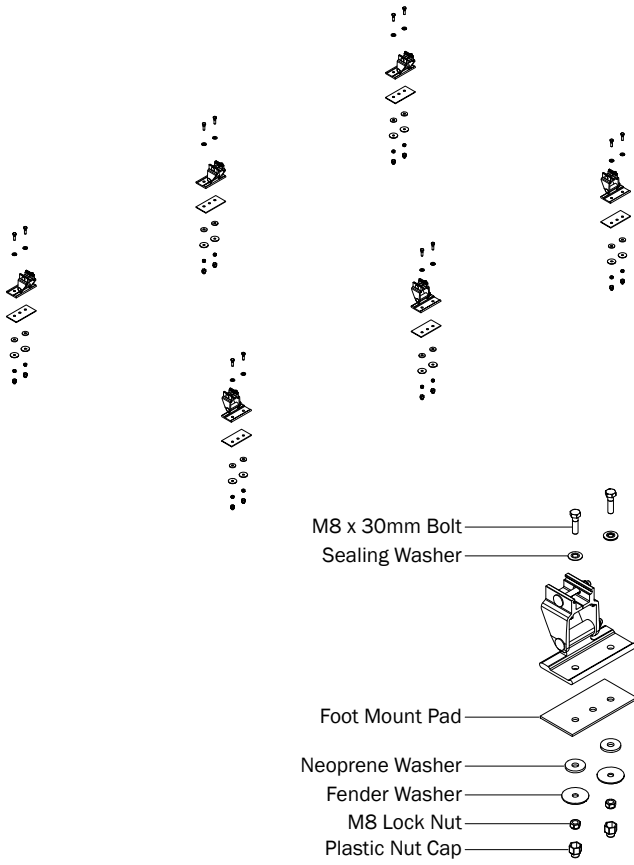 M8 x 30mm Bolt
Sealing Washer
Foot Mount Pad
Neoprene Washer
Fender Washer
M8 Lock Nut
Plastic Nut Cap